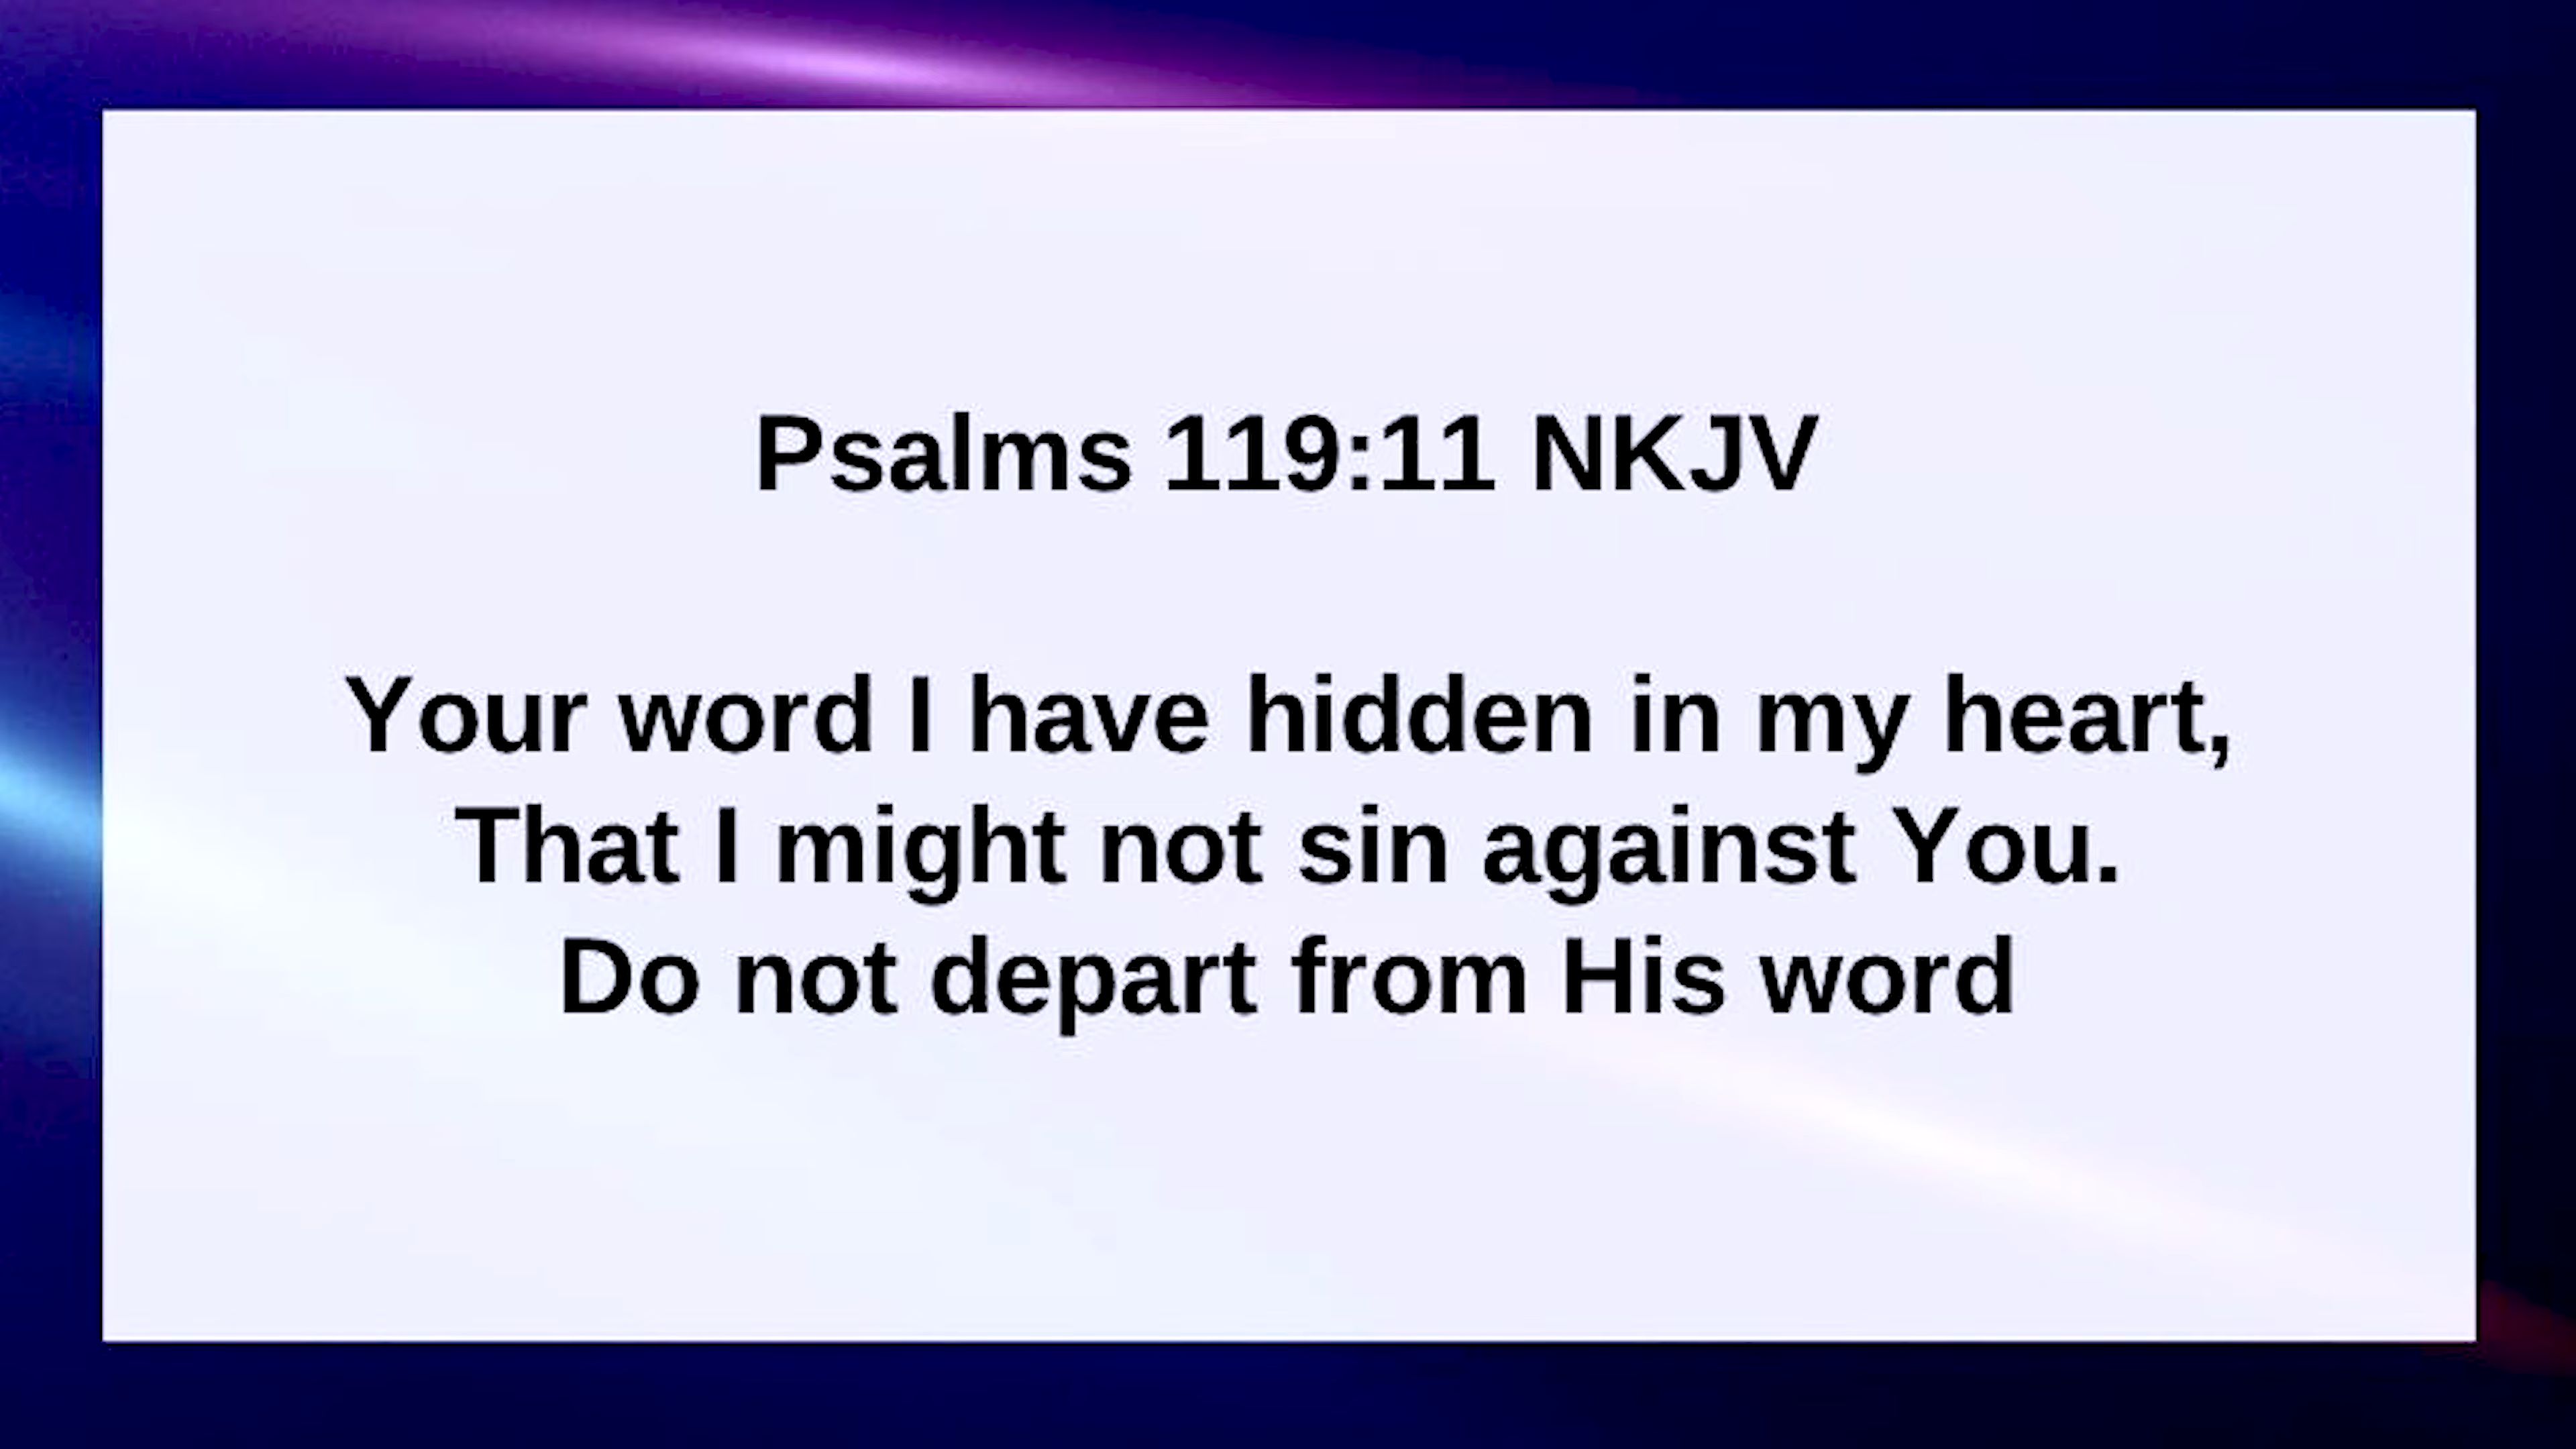 Psalms 119:11 NKJV
Your word I have hidden in my heart,
That I might not sin against You.
Do not depart from His word